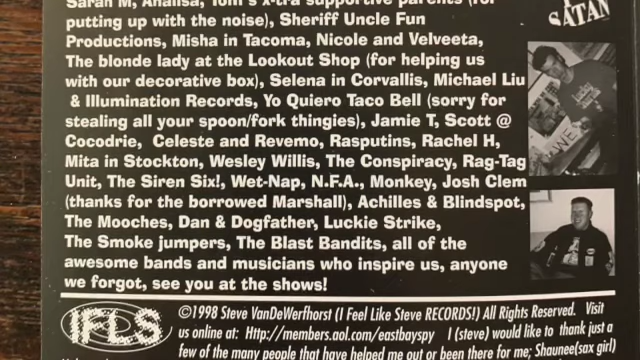 Sarah M, Analisa, Tom's x-tra supportive parents (for
putting up with the noise), Sheriff Uncle Fun
Productions, Misha in Tacoma, Nicole and Velveeta,
The blonde lady at the Lookout Shop (for helping us
with our decorative box), Selena in Corvallis, Michael Liu
& Illumination Records, Yo Quiero Taco Bell (sorry for
stealing all your spoon/fork thingies), Jamie T, Scott @
Cocodrie, Celeste and Revemo, Rasputins, Rachel H,
Mita in Stockton, Wesley Willis, The Conspiracy, Rag-Tag
Unit, The Siren Six!, Wet-Nap, N.F.A., Monkey, Josh Clem
(thanks for the borrowed Marshall), Achilles & Blindspot,
The Mooches, Dan & Dogfather, Luckie Strike,
The Smoke jumpers, The Blast Bandits, all of the
awesome bands and musicians who inspire us, anyone
we forgot, see you at the shows!
SATAN
IFLS
©1998 Steve VanDeWerfhorst (I Feel Like Steve RECORDS!) All Rights Reserved. Visit
us online at: Http://members.aol.com/eastbayspy I (steve) would like to thank just a
few of the many people that have helped me out or been there for me; Shaunee(sax girl)